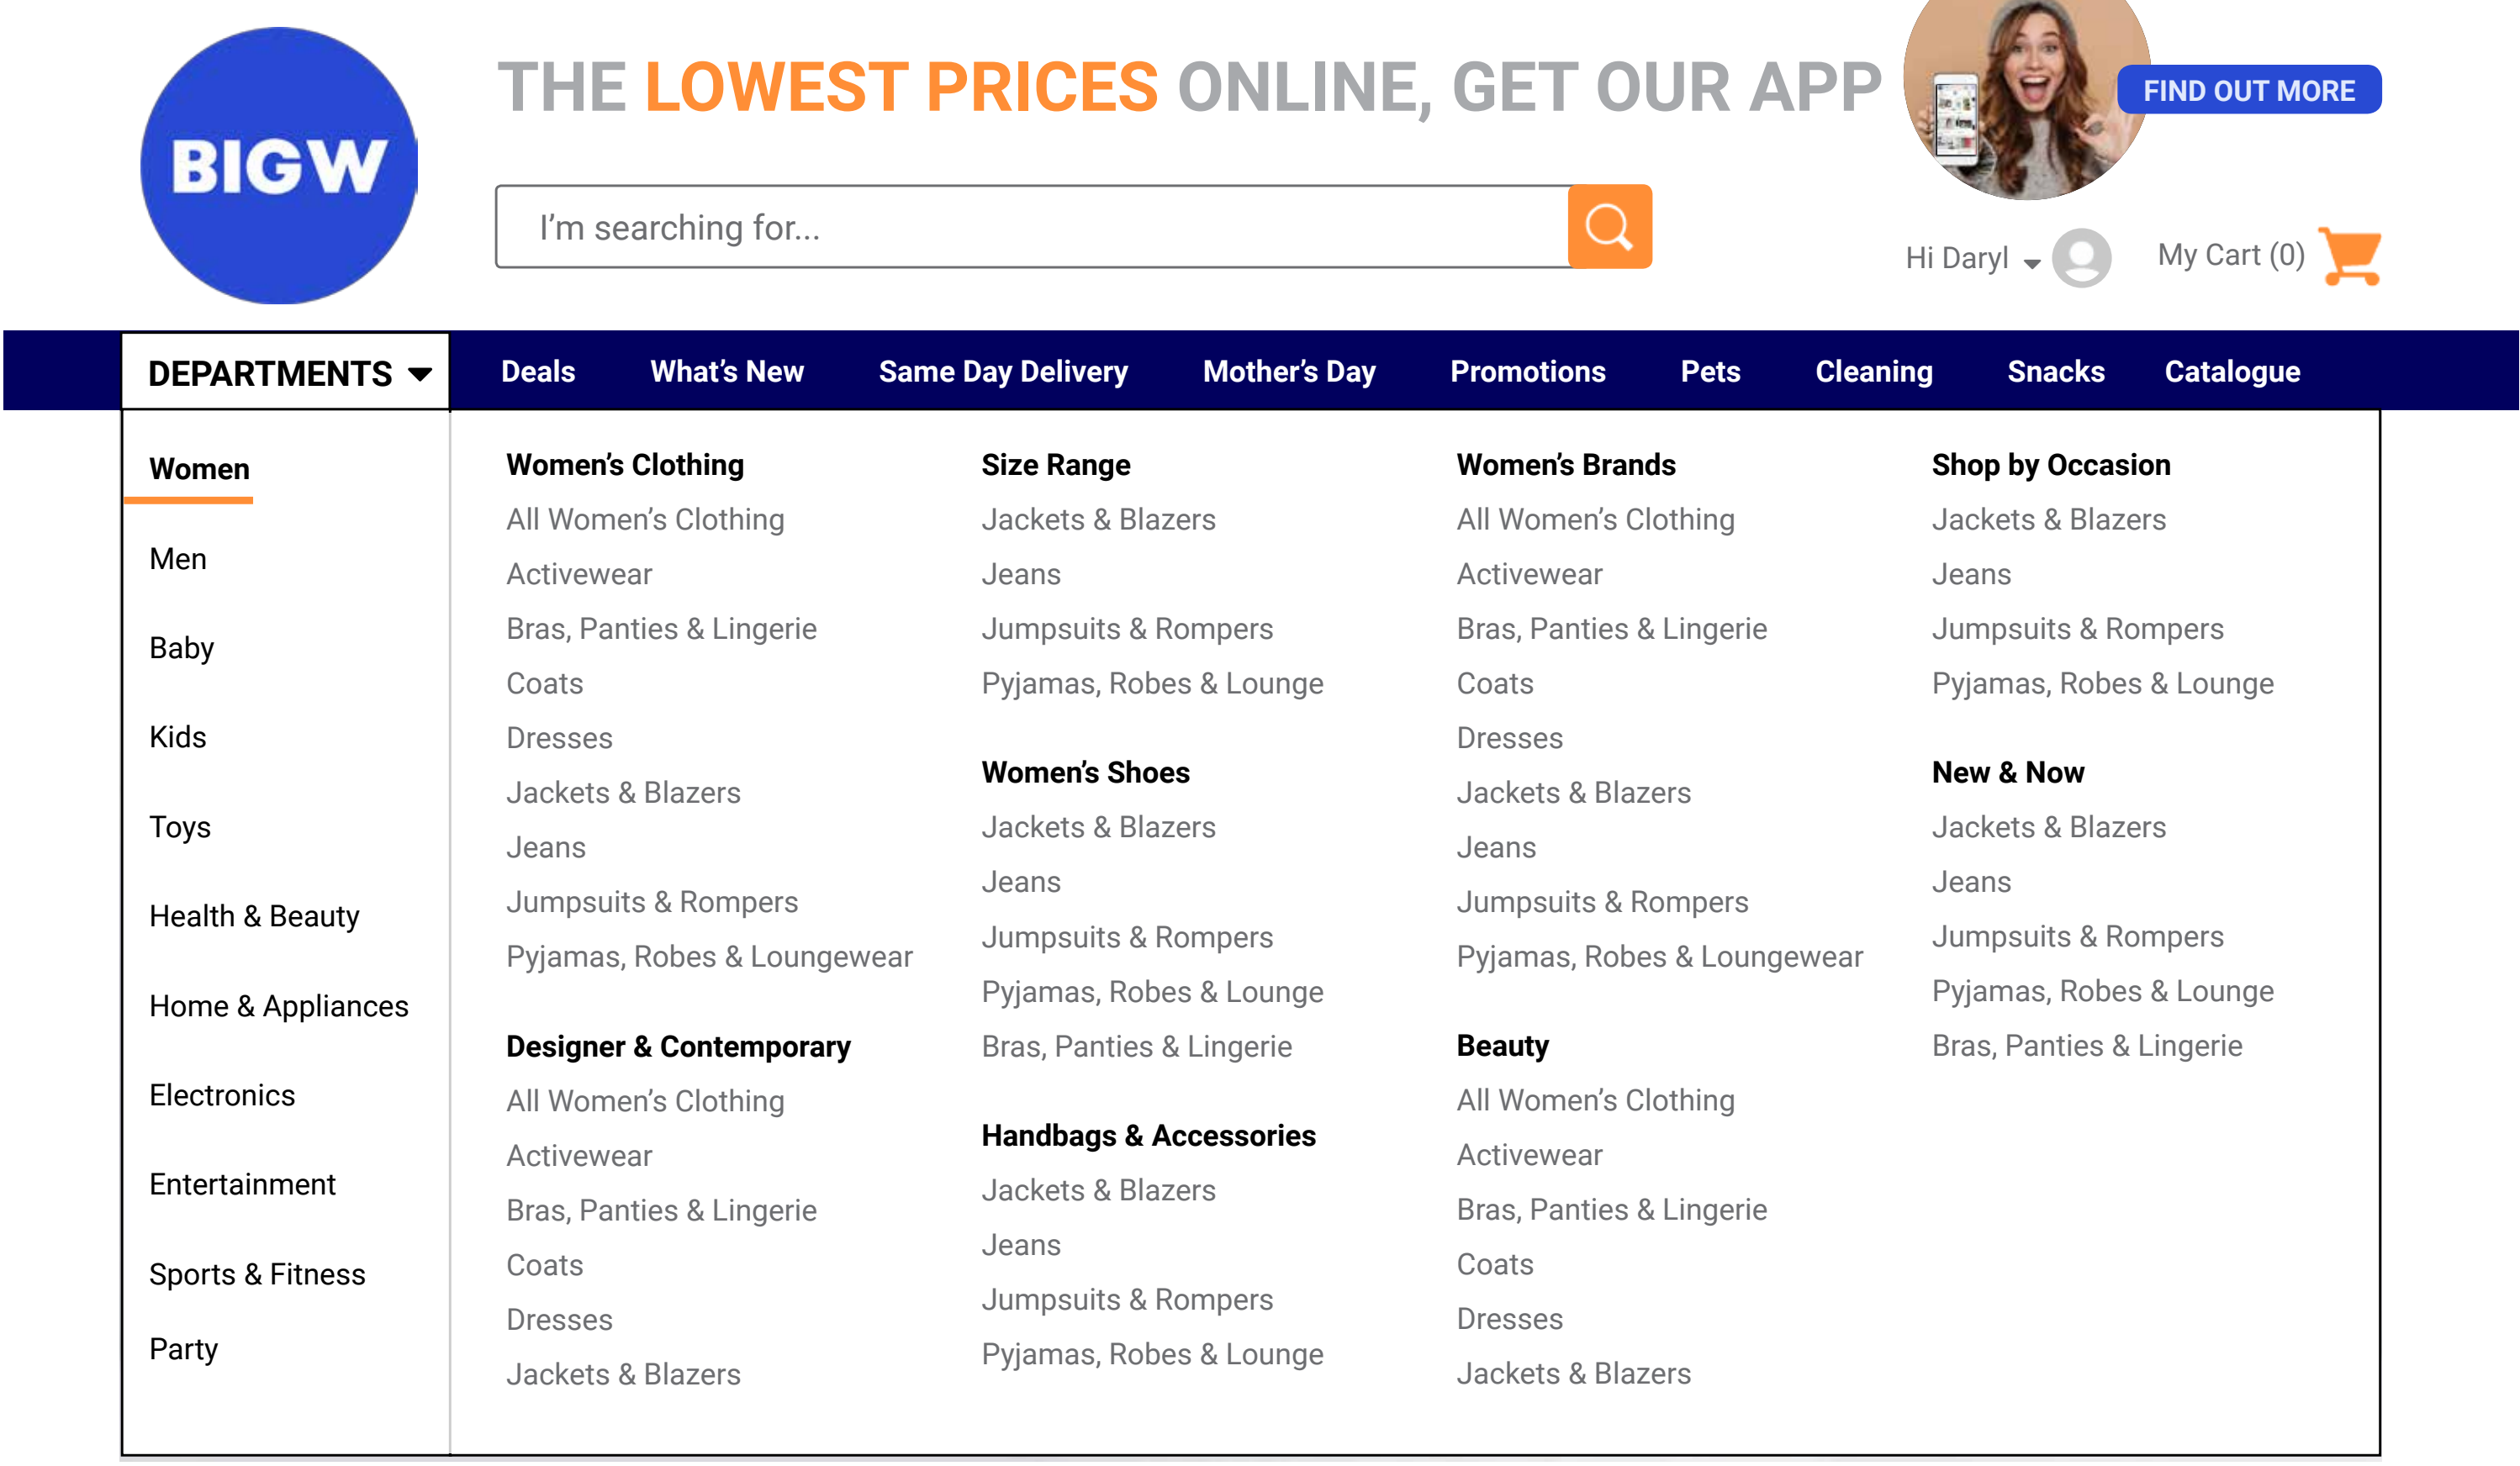 BIGW
THE LOWEST PRICES ONLINE, GET OUR APP
FIND OUT MORE
I'm searching for...
Hi Daryl
My Cart (0)
DEPARTMENTS
Deals
What's New
Same Day Delivery
Mother's Day
Promotions
Pets
Cleaning
Snacks
Catalogue
Women
Men
Baby
Kids
Toys
Health & Beauty
Home & Appliances
Electronics
Entertainment
Sports & Fitness
Party
Women's Clothing
All Women's Clothing
Activewear
Bras, Panties & Lingerie
Coats
Dresses
Jackets & Blazers
Jeans
Jumpsuits & Rompers
Pyjamas, Robes & Loungewear
Designer & Contemporary
All Women's Clothing
Activewear
Bras, Panties & Lingerie
Coats
Dresses
Jackets & Blazers
Size Range
Jackets & Blazers
Jeans
Jumpsuits & Rompers
Pyjamas, Robes & Lounge
Women's Shoes
Jackets & Blazers
Jeans
Jumpsuits & Rompers
Pyjamas, Robes & Lounge
Bras, Panties & Lingerie
Handbags & Accessories
Jackets & Blazers
Jeans
Jumpsuits & Rompers
Pyjamas, Robes & Lounge
Women's Brands
All Women's Clothing
Activewear
Bras, Panties & Lingerie
Coats
Dresses
Jackets & Blazers
Jeans
Jumpsuits & Rompers
Pyjamas, Robes & Loungewear
Beauty
All Women's Clothing
Activewear
Bras, Panties & Lingerie
Coats
Dresses
Jackets & Blazers
Shop by Occasion
Jackets & Blazers
Jeans
Jumpsuits & Rompers
Pyjamas, Robes & Lounge
New & Now
Jackets & Blazers
Jeans
Jumpsuits & Rompers
Pyjamas, Robes & Lounge
Bras, Panties & Lingerie